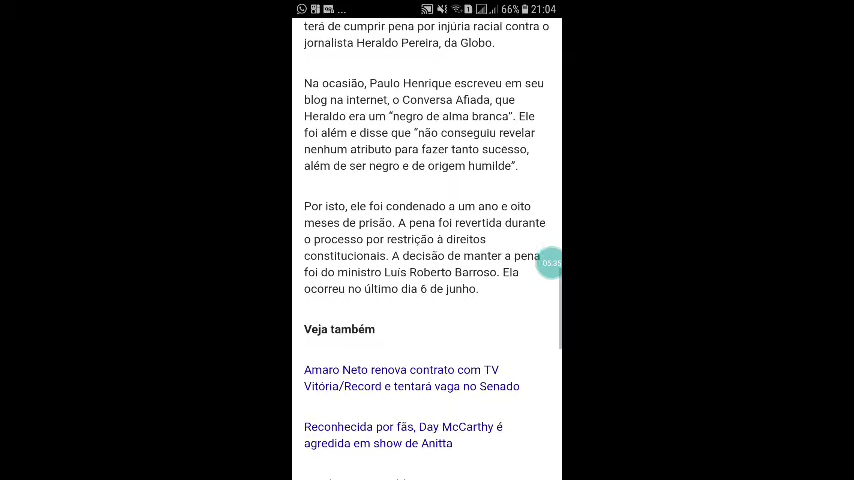 ... 66% 21:04
terá de cumprir pena por injúria racial contra o
jornalista Heraldo Pereira, da Globo.
Na ocasião, Paulo Henrique escreveu em seu
blog na internet, o Conversa Afiada, que
Heraldo era um “negro de alma branca”. Ele
foi além e disse que “não conseguiu revelar
nenhum atributo para fazer tanto sucesso,
além de ser negro e de origem humilde”.
Por isto, ele foi condenado a um ano e oito
meses de prisão. A pena foi revertida durante
o processo por restrição à direitos
constitucionais. A decisão de manter a pena
05:35
foi do ministro Luís Roberto Barroso. Ela
ocorreu no último dia 6 de junho.
Veja também
Amaro Neto renova contrato com TV
Vitória/Record e tentará vaga no Senado
Reconhecida por fãs, Day McCarthy é
agredida em show de Anitta